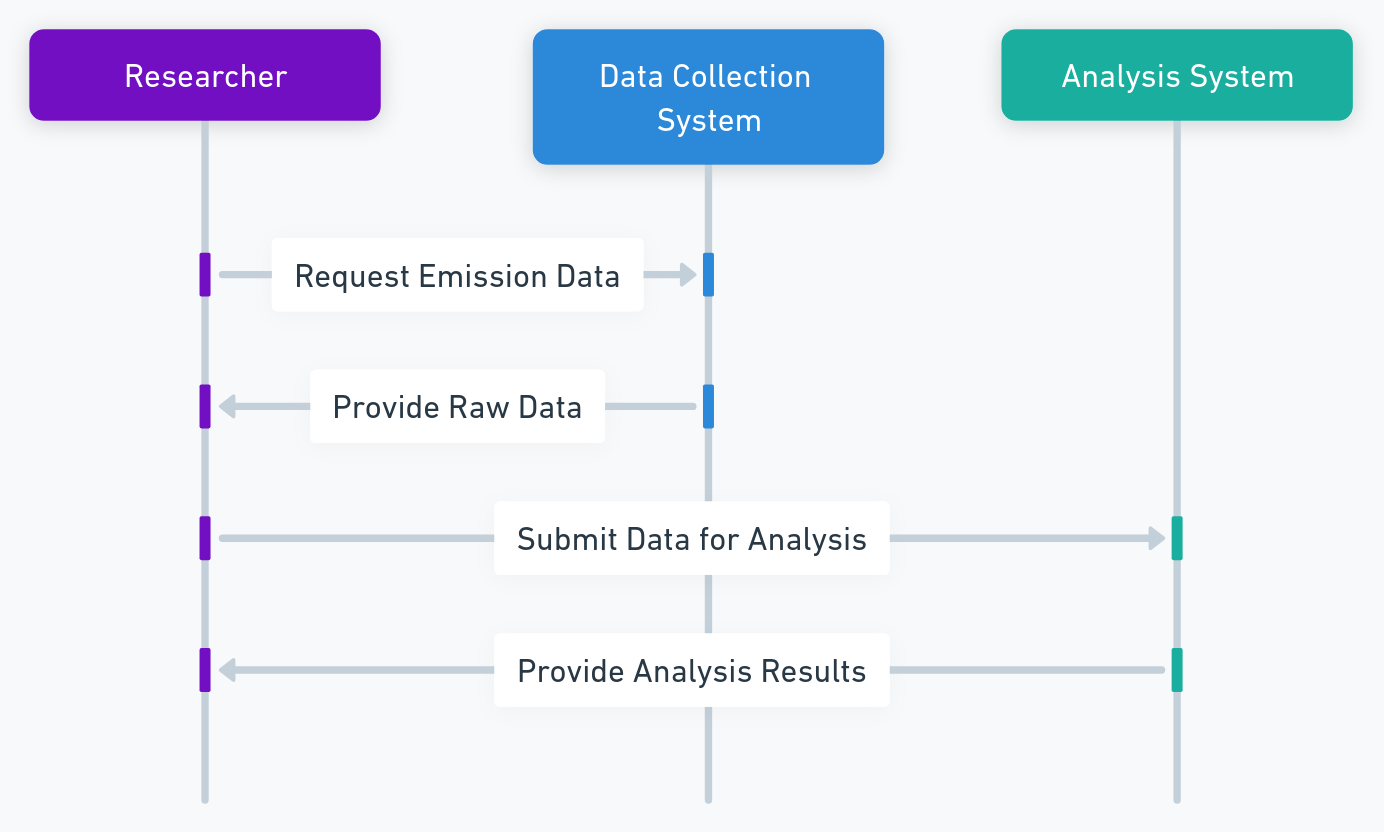 Researcher
Data Collection
System
Analysis System
Request Emission Data
Provide Raw Data
Submit Data for Analysis
Provide Analysis Results